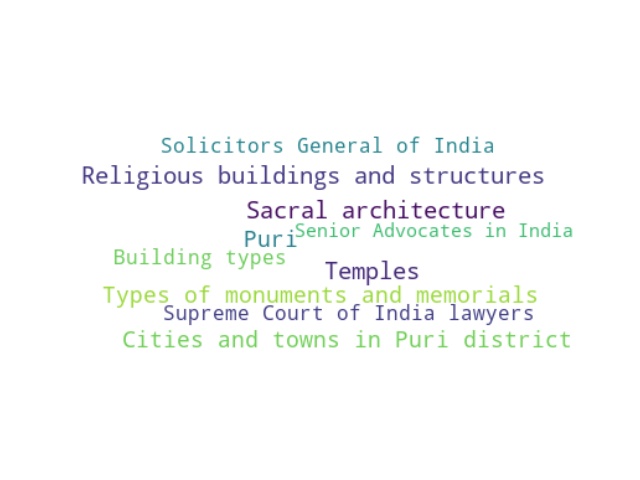 Solicitors General of India
Religious buildings and structures
Sacral architecture
Senior Advocates in India
Puri
Building types
Temples
Types of monuments and memorials
Supreme Court of India lawyers
Cities and towns in Puri district